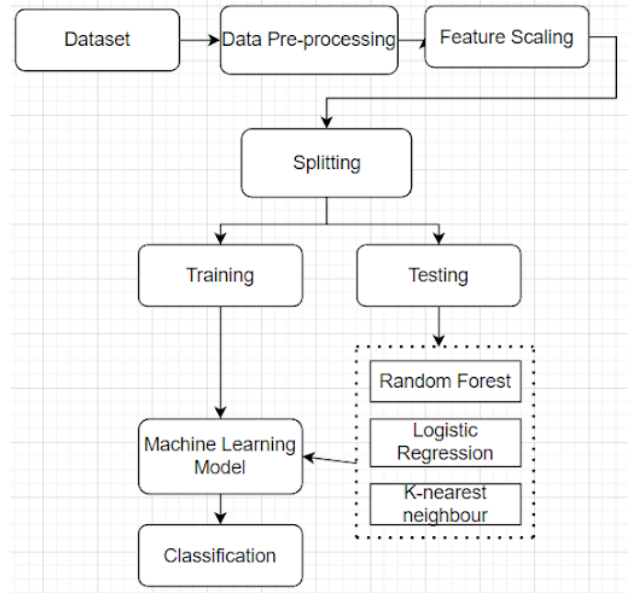 Dataset
Data Pre-processing
Feature Scaling
Splitting
Training
Testing
Random Forest
Logistic
Regression
K-nearest
neighbour
Machine Learning
Model
Classification